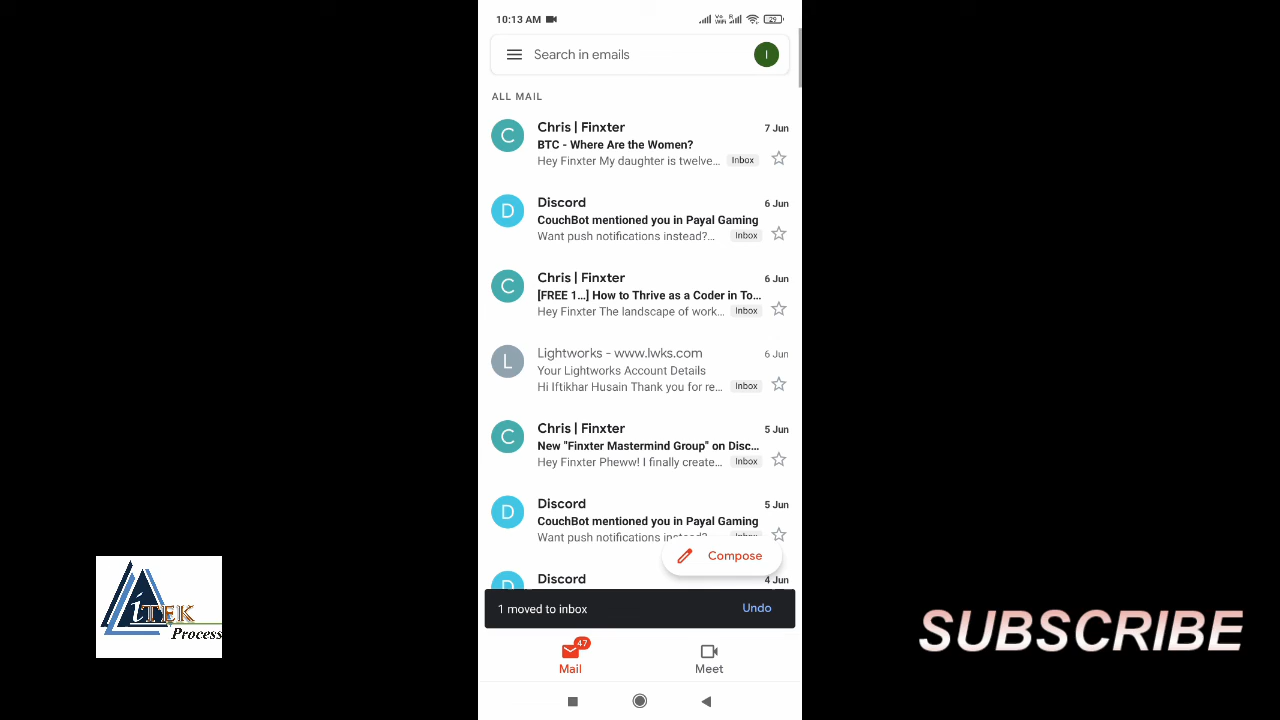 10:13 AM
29
Search in emails
I
ALL MAIL
C
Chris | Finxter
7 Jun
BTC - Where Are the Women?
Hey Finxter My daughter is twelve…
Inbox
D
Discord
6 Jun
CouchBot mentioned you in Payal Gaming
Want push notifications instead?…
Inbox
C
Chris | Finxter
6 Jun
[FREE 1…] How to Thrive as a Coder in To…
Hey Finxter The landscape of work…
Inbox
L
Lightworks - www.lwks.com
6 Jun
Your Lightworks Account Details
Hi Iftikhar Husain Thank you for re…
Inbox
C
Chris | Finxter
5 Jun
New "Finxter Mastermind Group" on Disc…
Hey Finxter Pheww! I finally create…
Inbox
D
Discord
5 Jun
CouchBot mentioned you in Payal Gaming
Want push notifications instead?
Inbox
Compose
D
Discord
4 Jun
1 moved to inbox
Undo
47
Mail
Meet
iTEK
Process
SUBSCRIBE